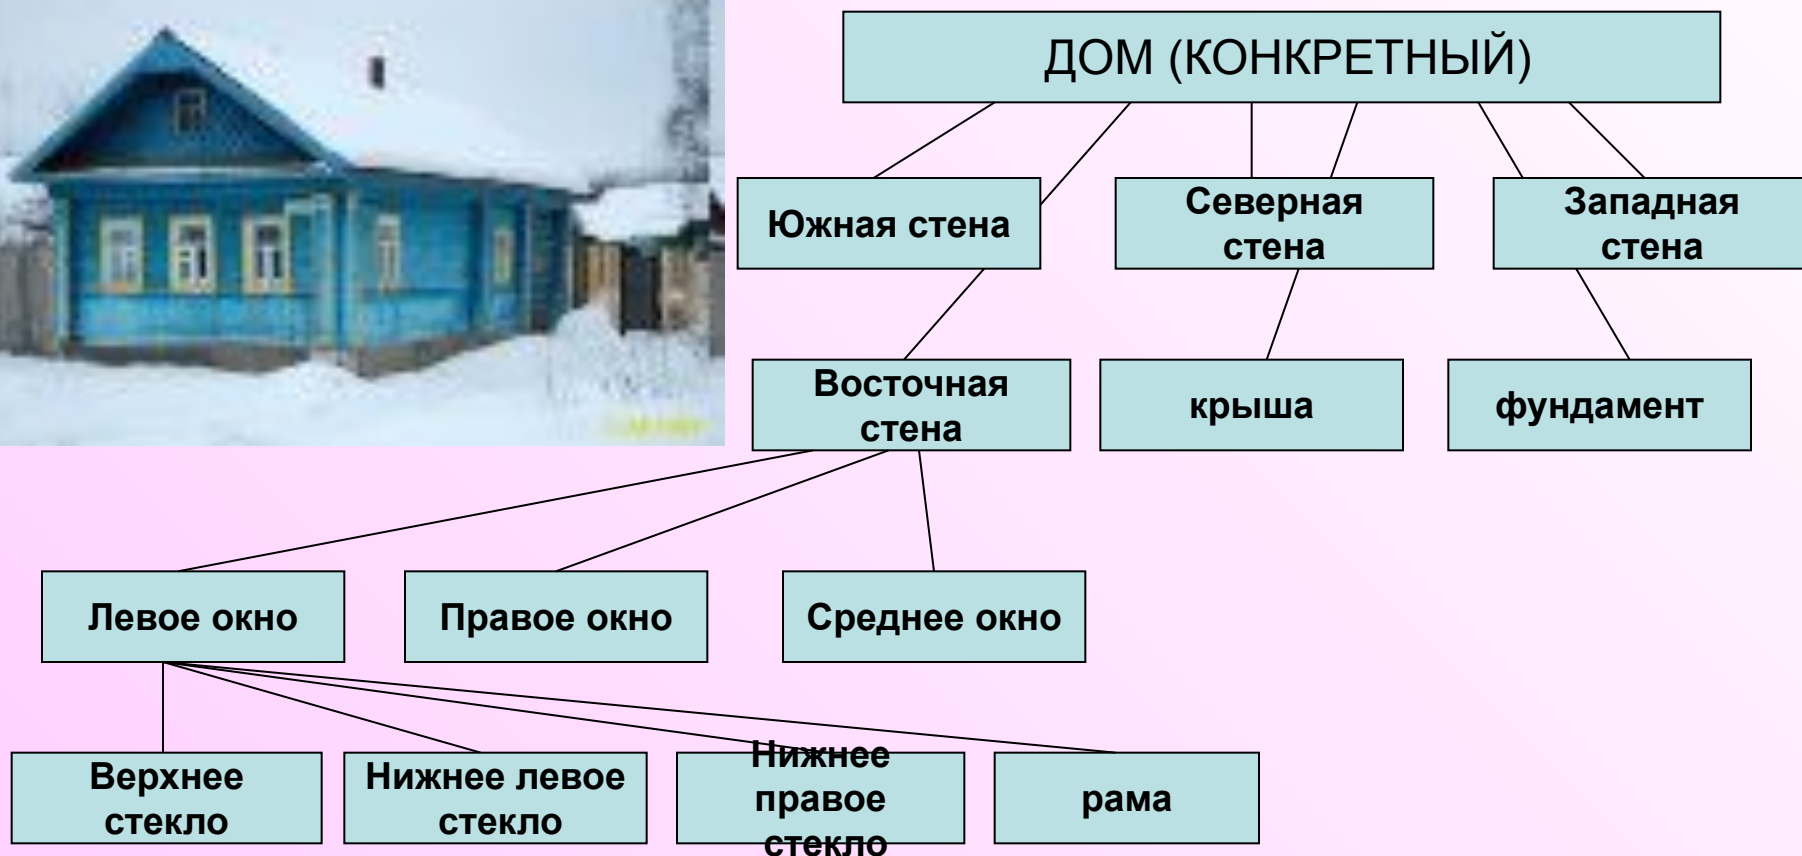 ДОМ (КОНКРЕТНЫЙ)
Южная стена
Северная
стена
Западная
стена
Восточная
стена
крыша
фундамент
Левое окно
Правое окно
Среднее окно
Верхнее
стекло
Нижнее левое
стекло
Нижнее
правое
стекло
рама